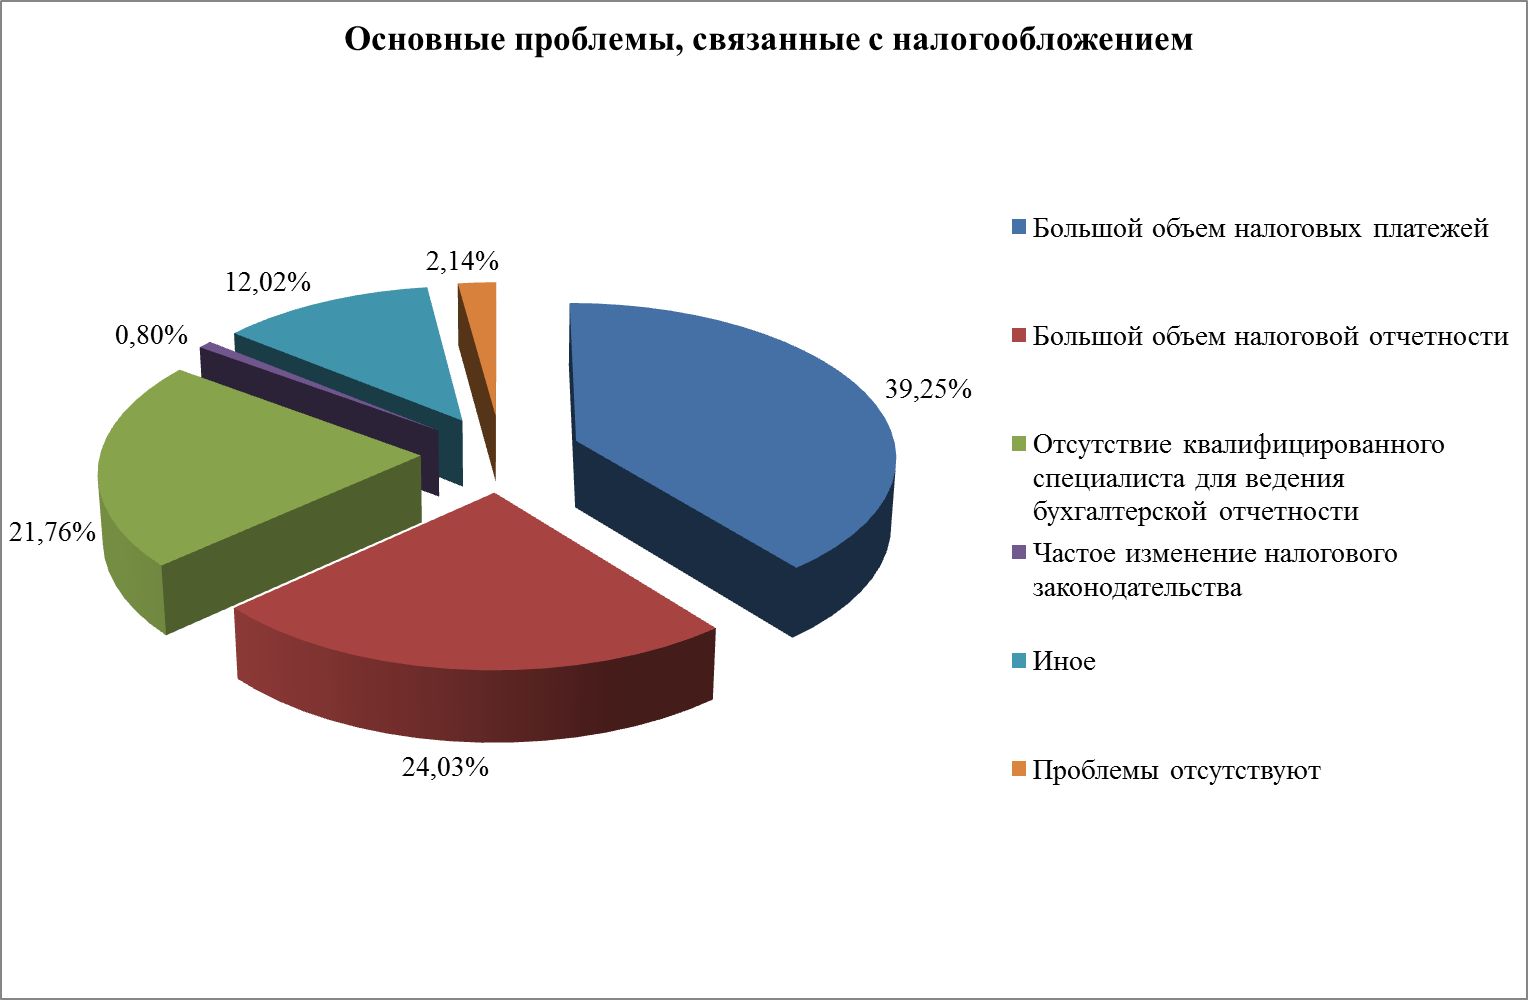 Основные проблемы, связанные с налогообложением
2,14%
12,02%
0,80%
39,25%
21,76%
24,03%
Большой объем налоговых платежей
Большой объем налоговой отчетности
Отсутствие квалифицированного
специалиста для ведения
бухгалтерской отчетности
Частое изменение налогового
законодательства
Иное
Проблемы отсутствуют